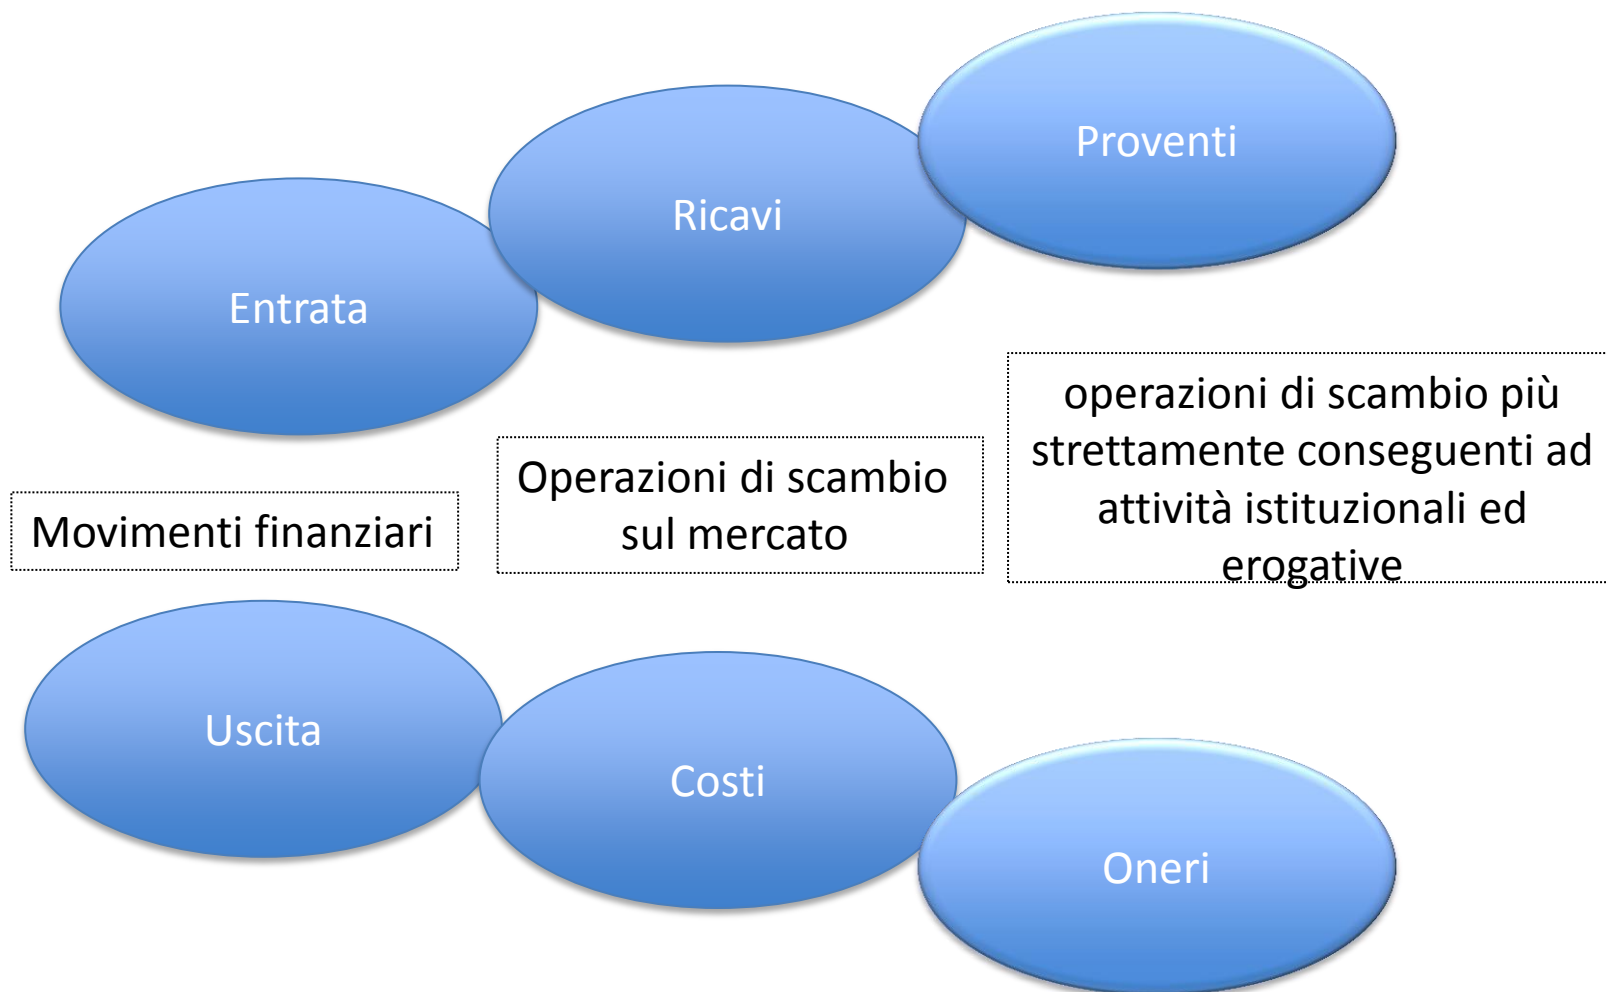 Proventi
Ricavi
Entrata
operazioni di scambio più
strettamente conseguenti ad
attività istituzionali ed
erogative
Operazioni di scambio
sul mercato
Movimenti finanziari
Uscita
Costi
Oneri